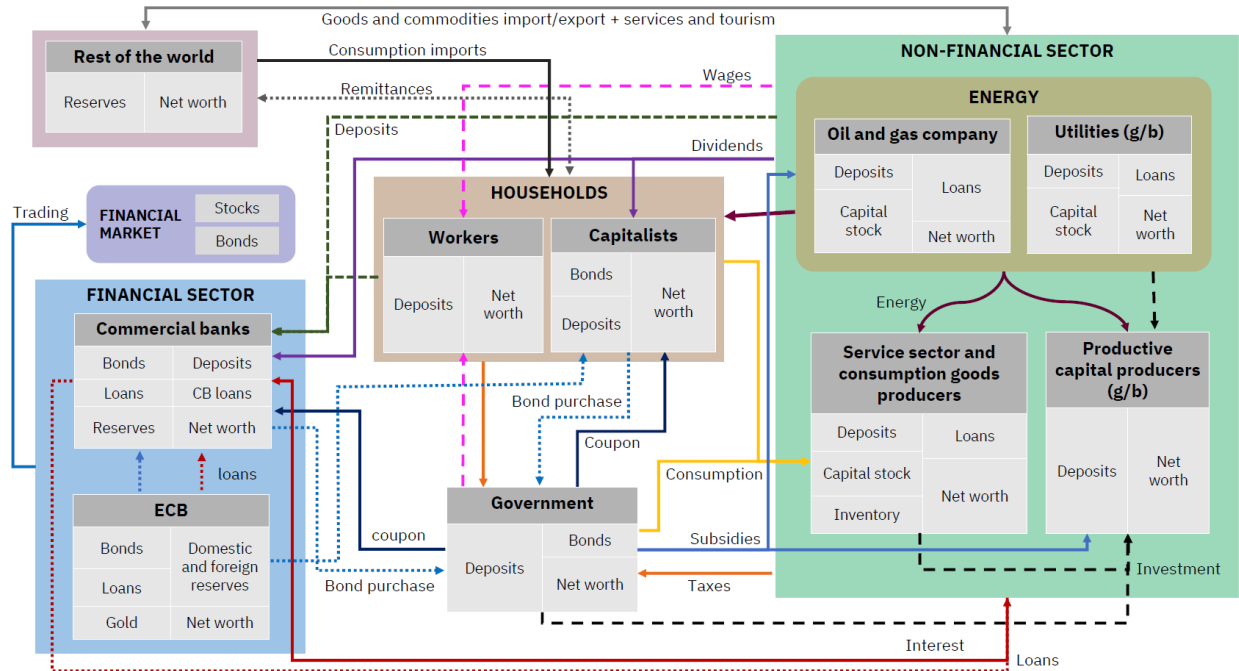 Goods and commodities import/export + services and tourism
Rest of the world
Reserves
Net worth
Consumption imports
Remittances
Deposits
Wages
Dividends
NON-FINANCIAL SECTOR
ENERGY
Oil and gas company
Deposits
Capital
stock
Loans
Net worth
Utilities (g/b)
Deposits
Capital
stock
Loans
Net
worth
Trading
FINANCIAL
MARKET
Stocks
Bonds
HOUSEHOLDS
Workers
Deposits
Net
worth
Capitalists
Bonds
Deposits
Net
worth
FINANCIAL SECTOR
Commercial banks
Bonds
Deposits
Loans
CB loans
Reserves
Net worth
loans
ECB
Bonds
Loans
Gold
Domestic
and foreign
reserves
Net worth
Energy
Service sector and
consumption goods
producers
Deposits
Capital stock
Inventory
Loans
Net worth
Productive
capital producers
(g/b)
Deposits
Net
worth
Bond purchase
Coupon
Consumption
Government
Deposits
Bonds
Net worth
coupon
Bond purchase
Subsidies
Taxes
Investment
Interest
Loans